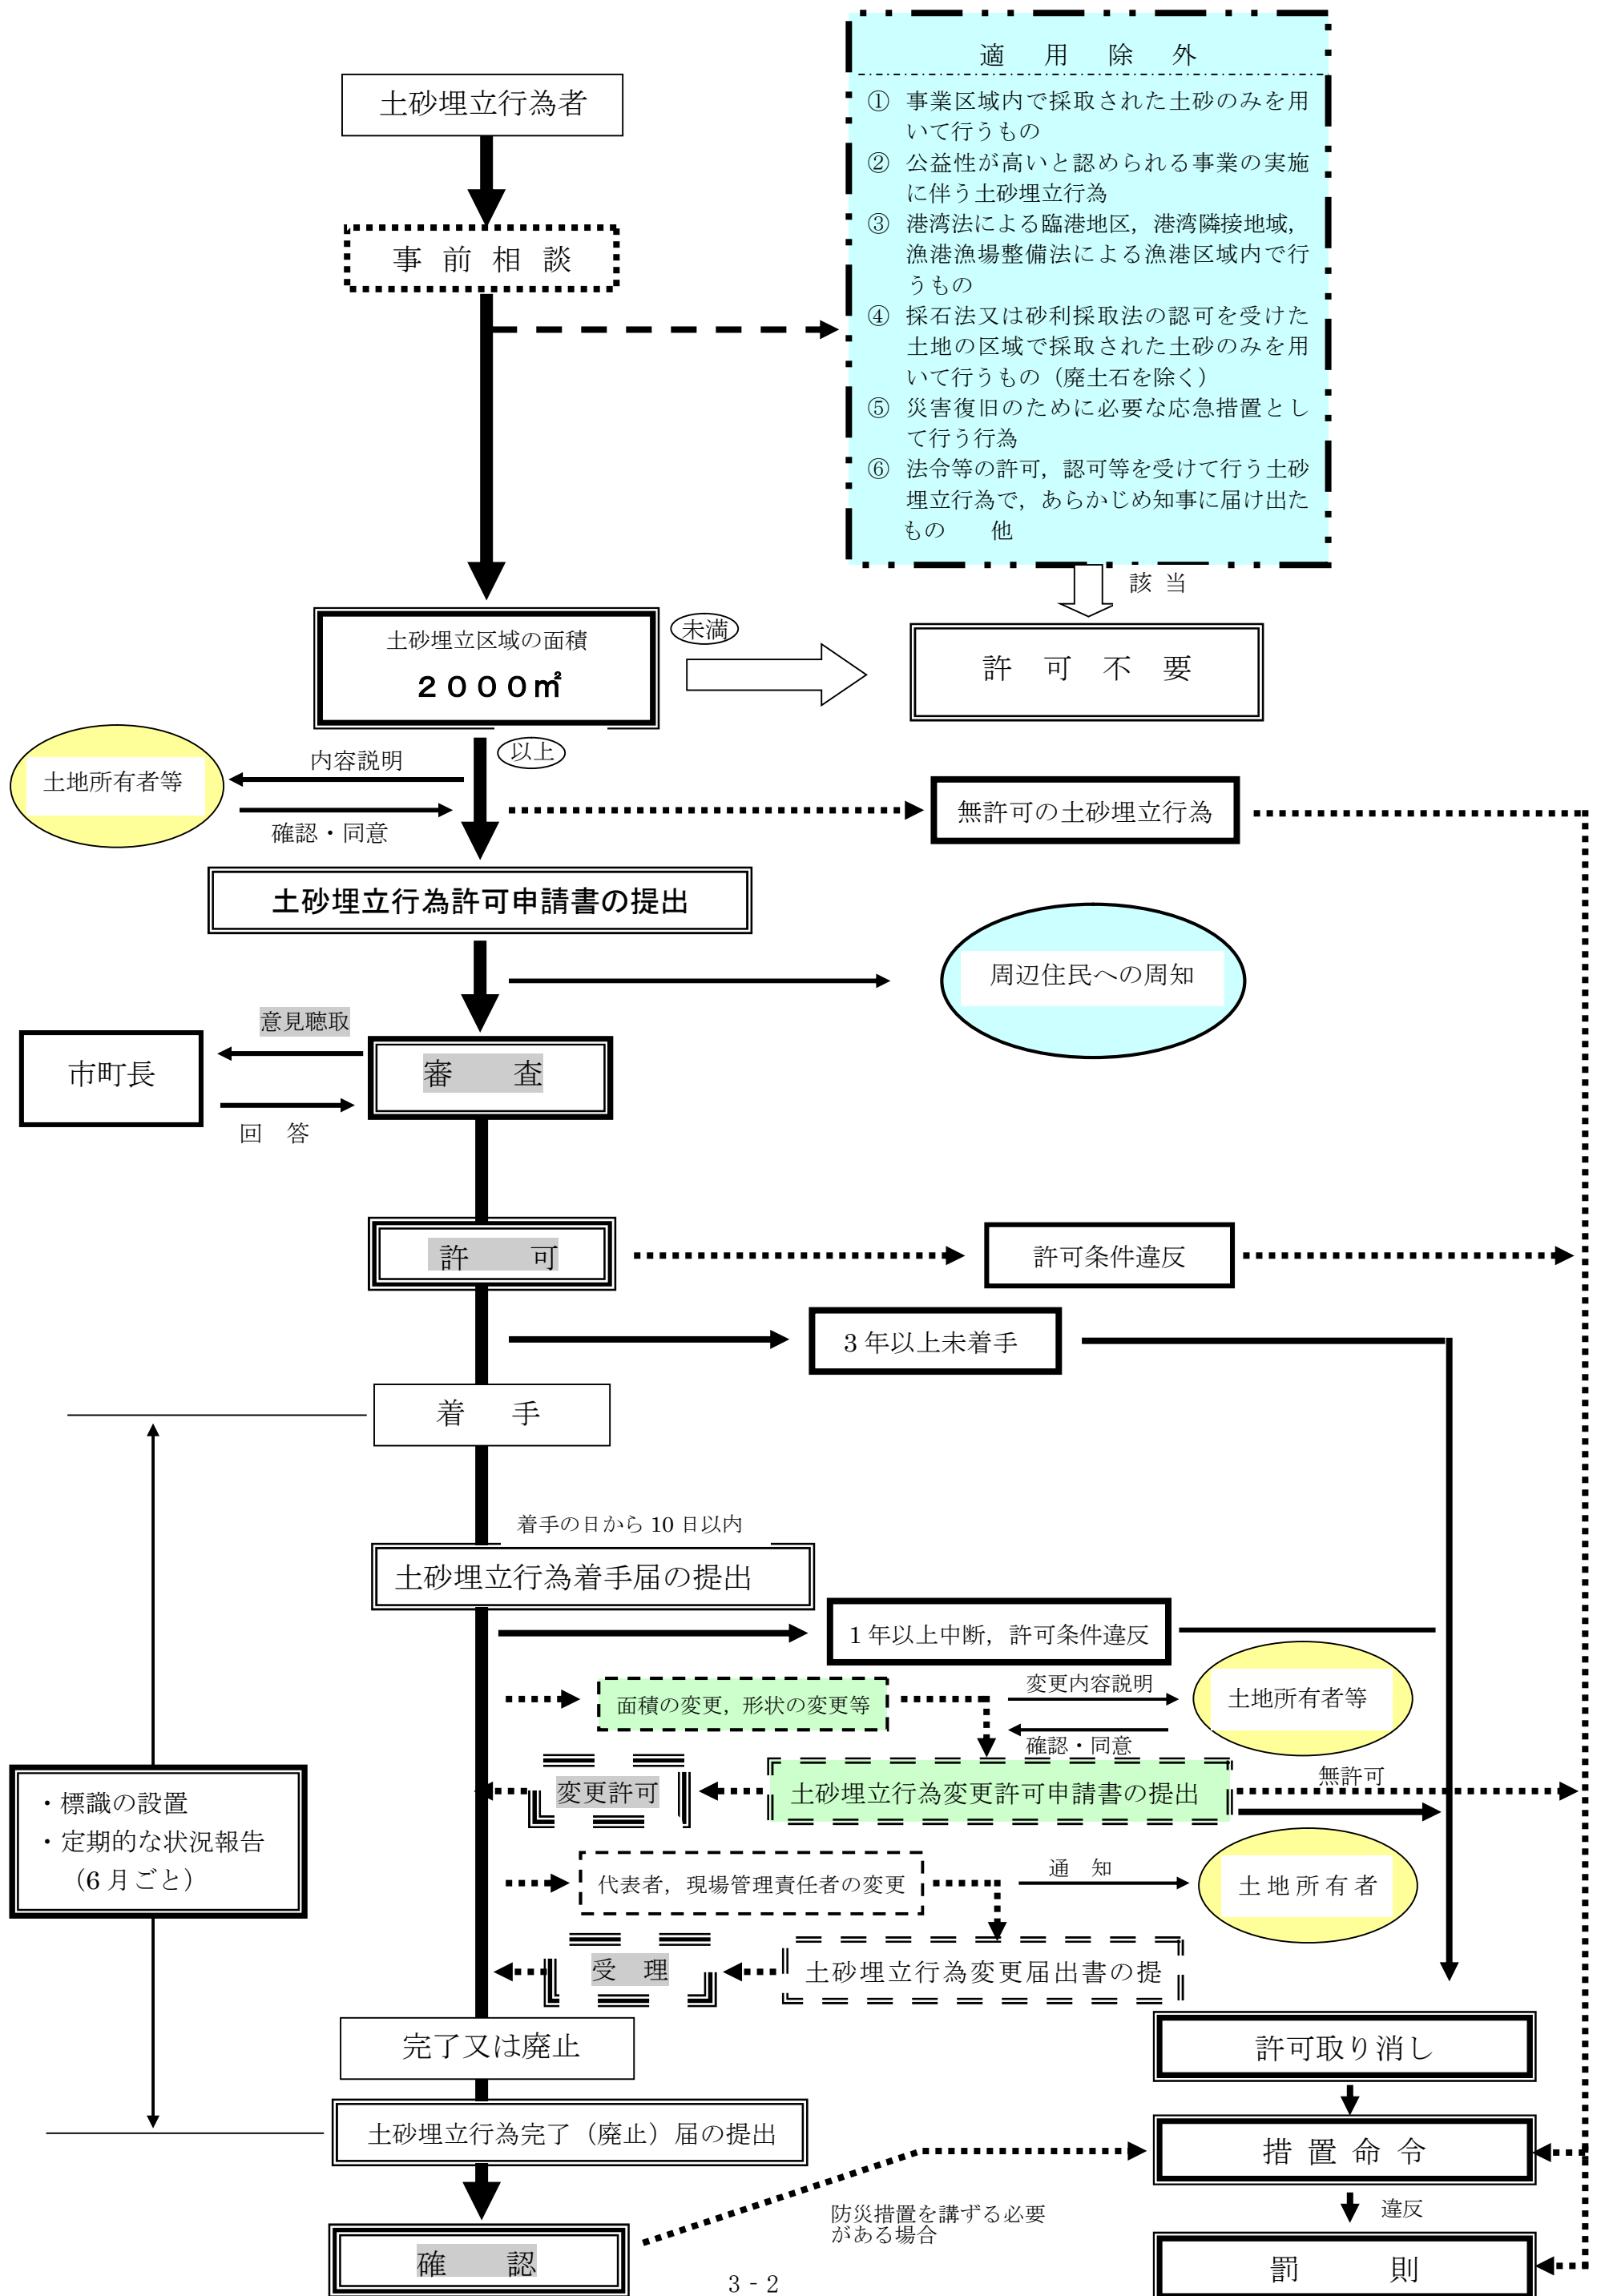 適用除外
① 事業区域内で採取された土砂のみを用
いて行うもの
② 公益性が高いと認められる事業の実施
に伴う土砂埋立行為
③ 港湾法による臨港地区，港湾隣接地域，
漁港漁場整備法による漁港区域内で行
うもの
④ 採石法又は砂利採取法の認可を受けた
土地の区域で採取された土砂のみを用
いて行うもの（廃土石を除く）
⑤ 災害復旧のために必要な応急措置とし
て行う行為
⑥ 法令等の許可，認可等を受けて行う土砂
埋立行為で，あらかじめ知事に届け出た
もの　他
土砂埋立行為者
事前相談
該当
土砂埋立区域の面積
２０００㎡
未満
許可不要
以上
土地所有者等
内容説明
確認・同意
無許可の土砂埋立行為
土砂埋立行為許可申請書の提出
周辺住民への周知
意見聴取
市町長
審査
回答
許可
許可条件違反
3 年以上未着手
着手
着手の日から 10 日以内
土砂埋立行為着手届の提出
1 年以上中断，許可条件違反
面積の変更，形状の変更等
変更内容説明
土地所有者等
確認・同意
変更許可
土砂埋立行為変更許可申請書の提出
無許可
・標識の設置
・定期的な状況報告
（6 月ごと）
代表者，現場管理責任者の変更
通知
土地所有者
受理
土砂埋立行為変更届出書の提
完了又は廃止
許可取り消し
土砂埋立行為完了（廃止）届の提出
措置命令
防災措置を講ずる必要
がある場合
違反
確認
罰則
3 - 2